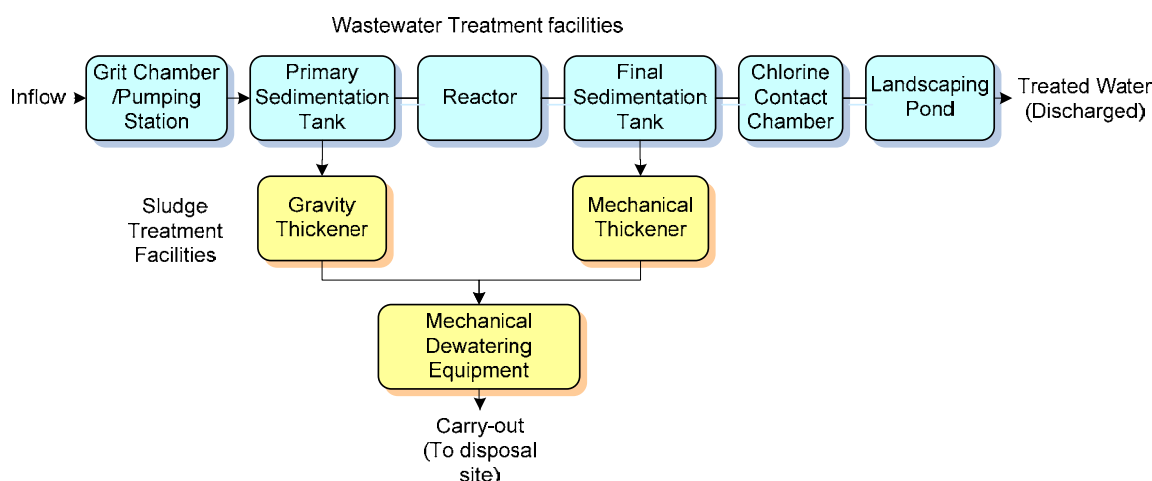 Wastewater Treatment facilities
Inflow
Grit Chamber
/Pumping
Station
Primary
Sedimentation
Tank
Reactor
Final
Sedimentation
Tank
Chlorine
Contact
Chamber
Landscaping
Pond
Treated Water
(Discharged)
Sludge
Treatment
Facilities
Gravity
Thickener
Mechanical
Thickener
Mechanical
Dewatering
Equipment
Carry-out
(To disposal
site)